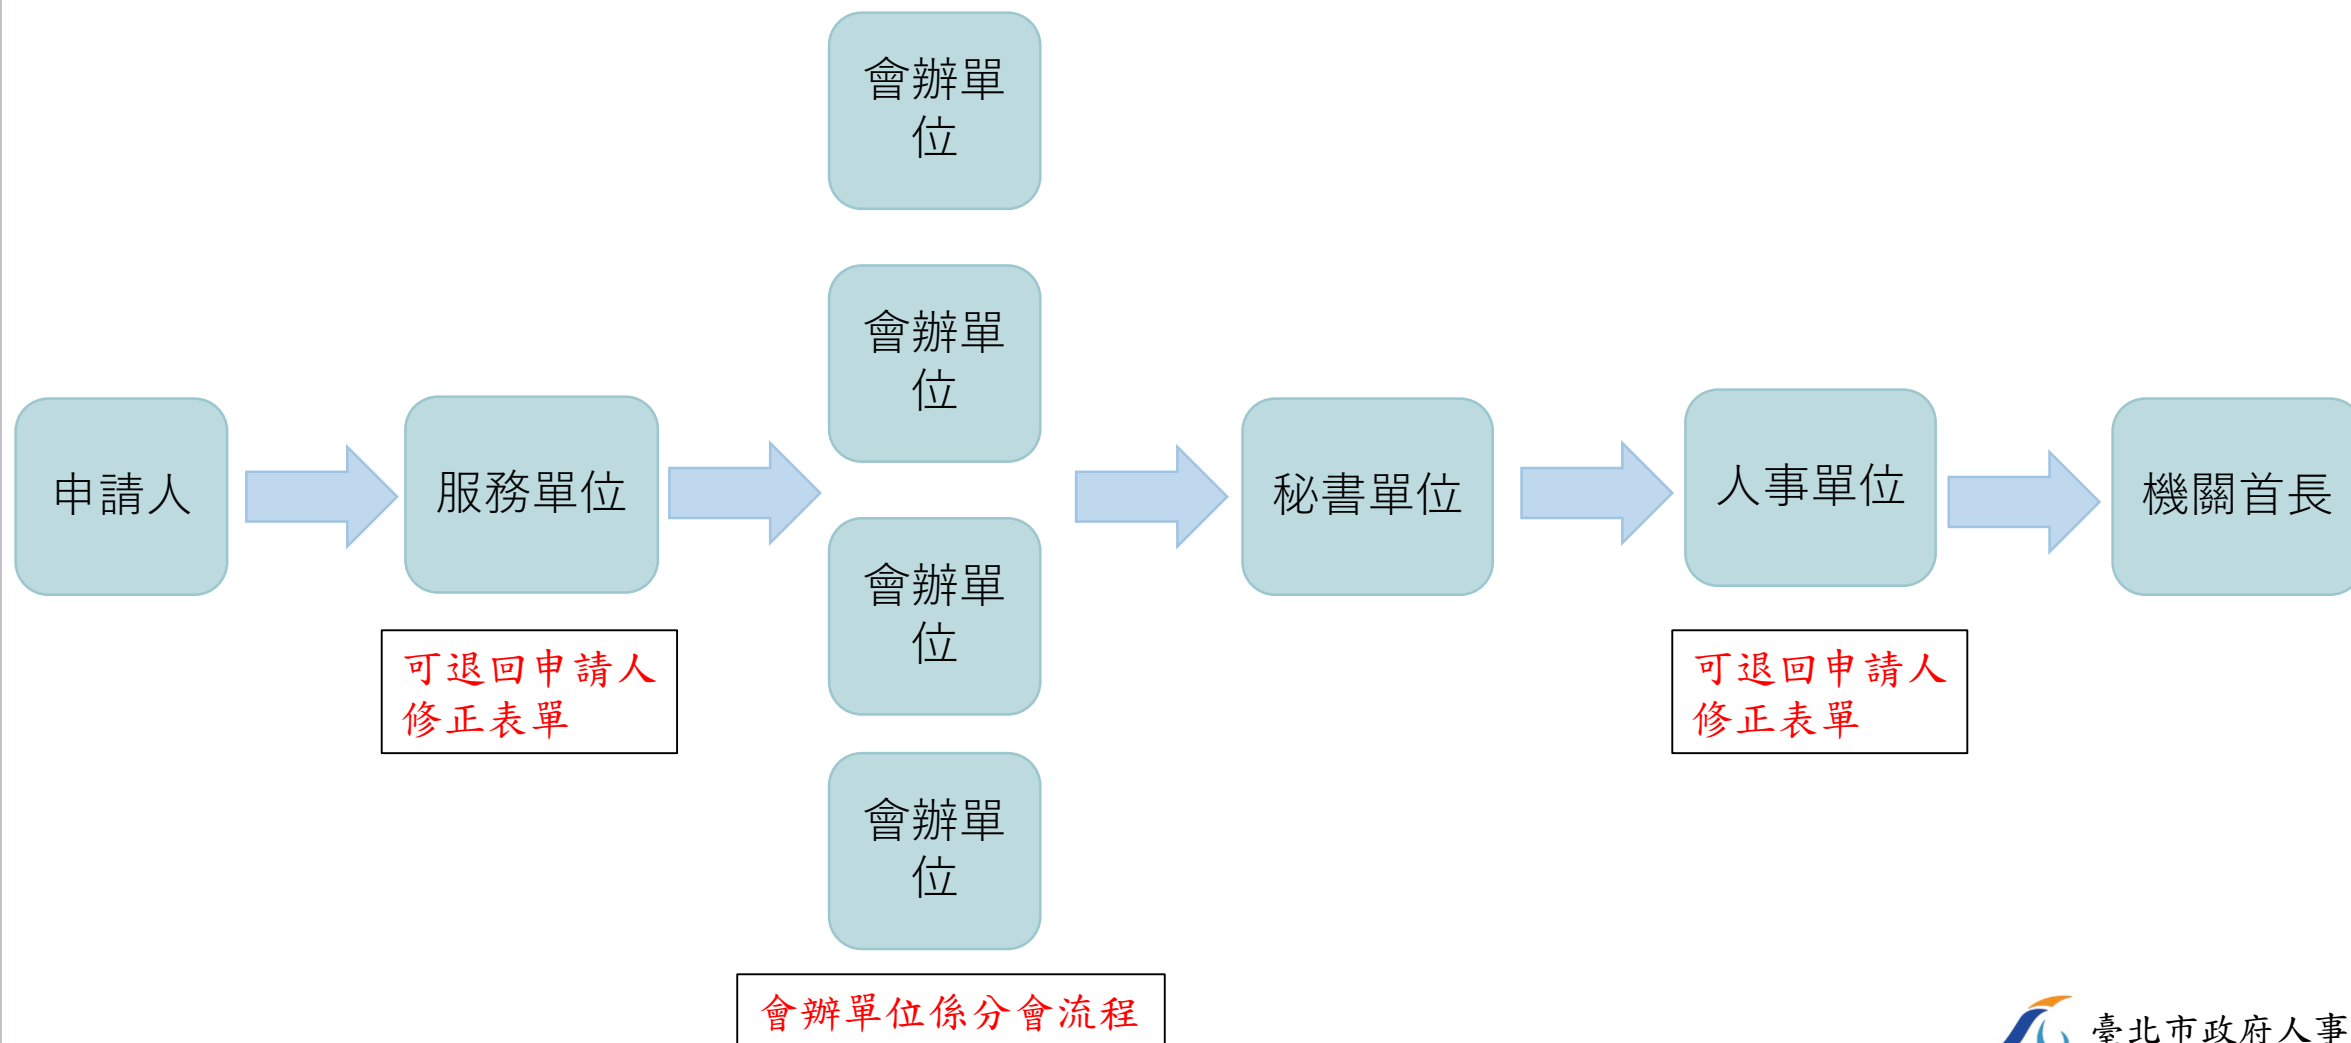 會辦單
位
會辦單
位
申請人
服務單位
秘書單位
人事單位
機關首長
會辦單
位
可退回申請人
修正表單
可退回申請人
修正表單
會辦單
位
會辦單位係分會流程
臺北市政府人事